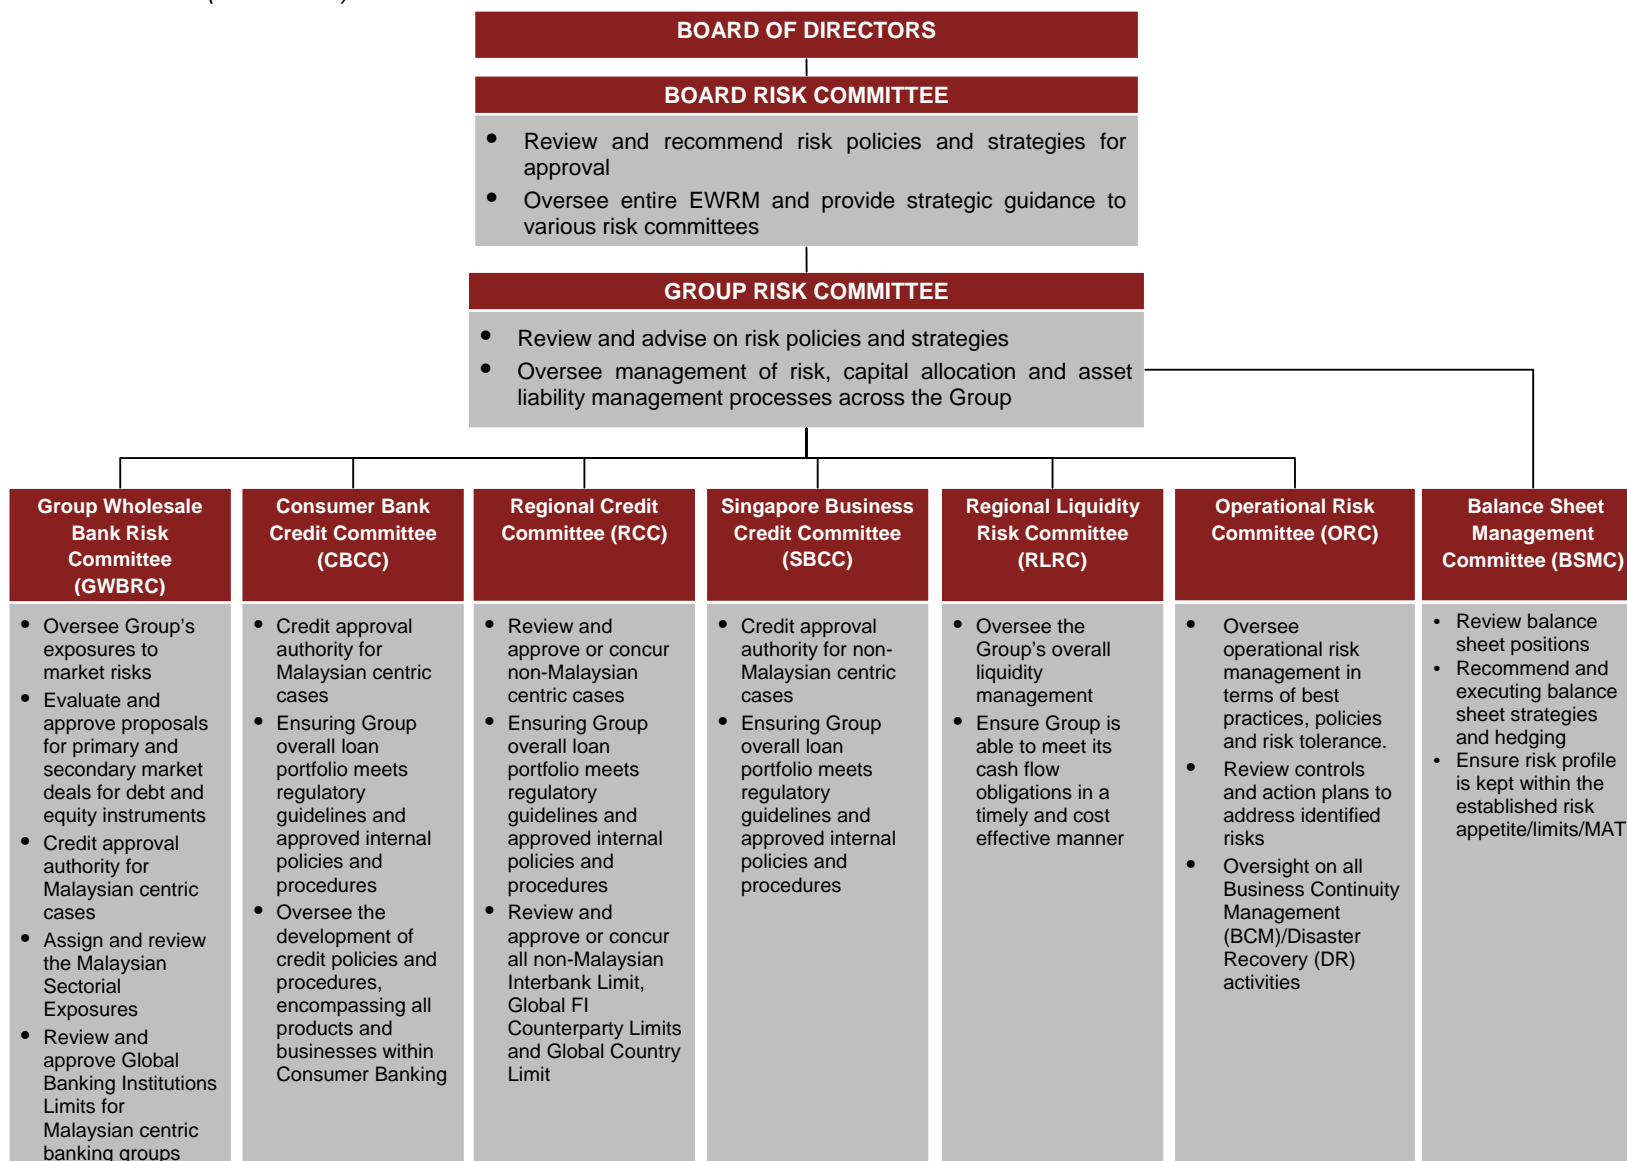 BOARD OF DIRECTORS
BOARD RISK COMMITTEE
• Review and recommend risk policies and strategies for
approval
• Oversee entire EWRM and provide strategic guidance to
various risk committees
GROUP RISK COMMITTEE
• Review and advise on risk policies and strategies
• Oversee management of risk, capital allocation and asset
liability management processes across the Group
Group Wholesale
Bank Risk
Committee
(GWBRC)
• Oversee Group's
exposures to
market risks
• Evaluate and
approve proposals
for primary and
secondary market
deals for debt and
equity instruments
• Credit approval
authority for
Malaysian centric
cases
• Assign and review
the Malaysian
Sectorial
Exposures
• Review and
approve Global
Banking Institutions
Limits for
Malaysian centric
banking groups
Consumer Bank
Credit Committee
(CBCC)
• Credit approval
authority for
Malaysian centric
cases
• Ensuring Group
overall loan
portfolio meets
regulatory
guidelines and
approved internal
policies and
procedures
• Oversee the
development of
credit policies and
procedures,
encompassing all
products and
businesses within
Consumer Banking
Regional Credit
Committee (RCC)
• Review and
approve or concur
non-Malaysian
centric cases
• Ensuring Group
overall loan
portfolio meets
regulatory
guidelines and
approved internal
policies and
procedures
• Review and
approve or concur
all non-Malaysian
Interbank Limit,
Global FI
Counterparty Limits
and Global Country
Limit
Singapore Business
Credit Committee
(SBCC)
• Credit approval
authority for non-
Malaysian centric
cases
• Ensuring Group
overall loan
portfolio meets
regulatory
guidelines and
approved internal
policies and
procedures
Regional Liquidity
Risk Committee
(RLRC)
• Oversee the
Group's overall
liquidity
management
• Ensure Group is
able to meet its
cash flow
obligations in a
timely and cost
effective manner
Operational Risk
Committee (ORC)
• Oversee
operational risk
management in
terms of best
practices, policies
and risk tolerance.
• Review controls
and action plans to
address identified
risks
• Oversight on all
Business Continuity
Management
(BCM)/Disaster
Recovery (DR)
activities
Balance Sheet
Management
Committee (BSMC)
• Review balance
sheet positions
• Recommend and
executing balance
sheet strategies
and hedging
• Ensure risk profile
is kept within the
established risk
appetite/limits/MAT